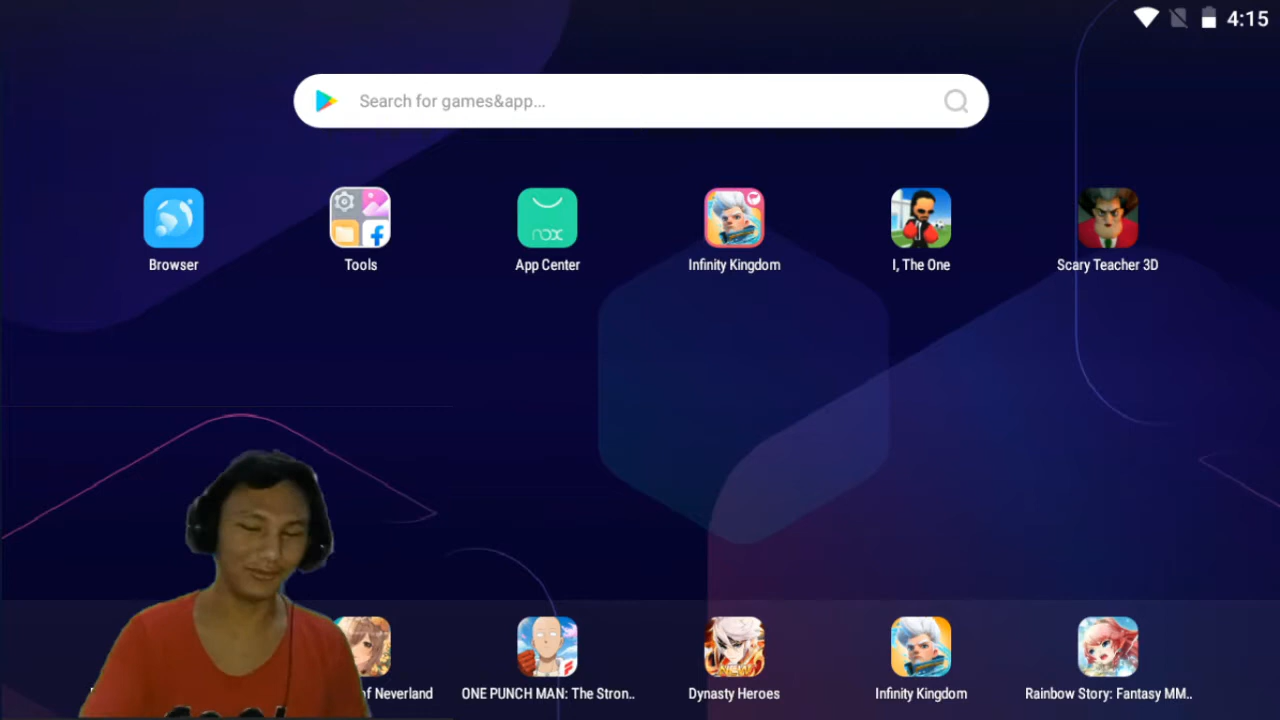 4:15
Search for games&app...
nox
Browser
Tools
App Center
Infinity Kingdom
I, The One
Scary Teacher 3D
of Neverland
ONE PUNCH MAN: The Stron..
Dynasty Heroes
Infinity Kingdom
Rainbow Story: Fantasy MM..